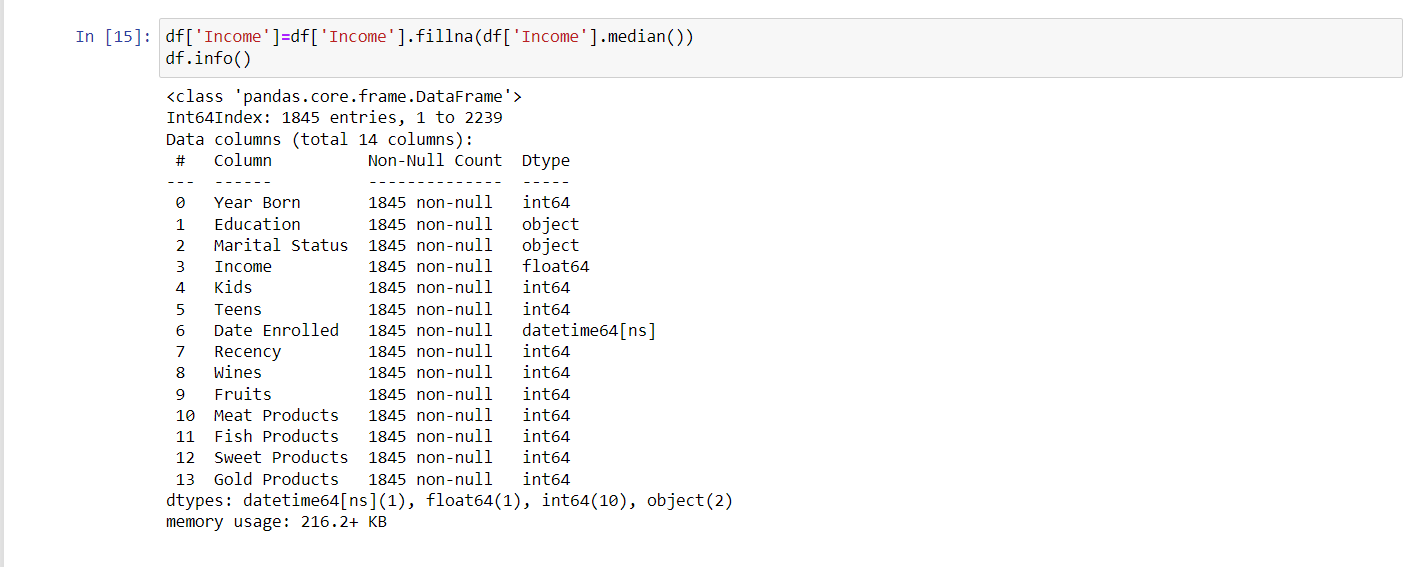 In [15]: df['Income']=df['Income'].fillna(df['Income'].median())
df.info()
<class 'pandas.core.frame.DataFrame'>
Int64Index: 1845 entries, 1 to 2239
Data columns (total 14 columns):
 #   Column          Non-Null Count  Dtype
---  ------          --------------  -----
 0   Year Born       1845 non-null   int64
 1   Education       1845 non-null   object
 2   Marital Status  1845 non-null   object
 3   Income          1845 non-null   float64
 4   Kids            1845 non-null   int64
 5   Teens           1845 non-null   int64
 6   Date Enrolled   1845 non-null   datetime64[ns]
 7   Recency         1845 non-null   int64
 8   Wines           1845 non-null   int64
 9   Fruits          1845 non-null   int64
 10  Meat Products   1845 non-null   int64
 11  Fish Products   1845 non-null   int64
 12  Sweet Products  1845 non-null   int64
 13  Gold Products   1845 non-null   int64
dtypes: datetime64[ns](1), float64(1), int64(10), object(2)
memory usage: 216.2+ KB